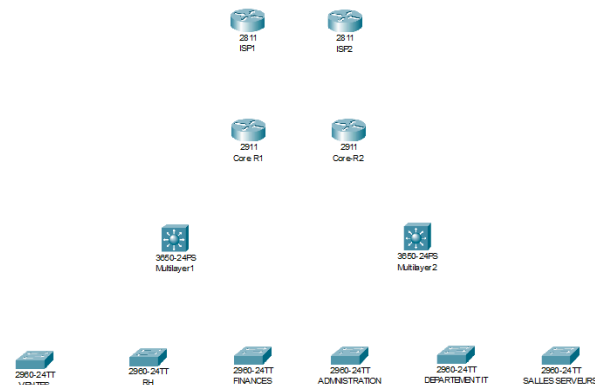 2811
ISP1
2811
ISP2
2911
Core R1
2911
Core-R2
3650-24PS
Multilayer1
3650-24PS
Multilayer2
2960-24TT
VENTES
2960-24TT
RH
2960-24TT
FINANCES
2960-24TT
ADMINISTRATION
2960-24TT
DEPARTEMENT IT
2960-24TT
SALLES SERVEURS